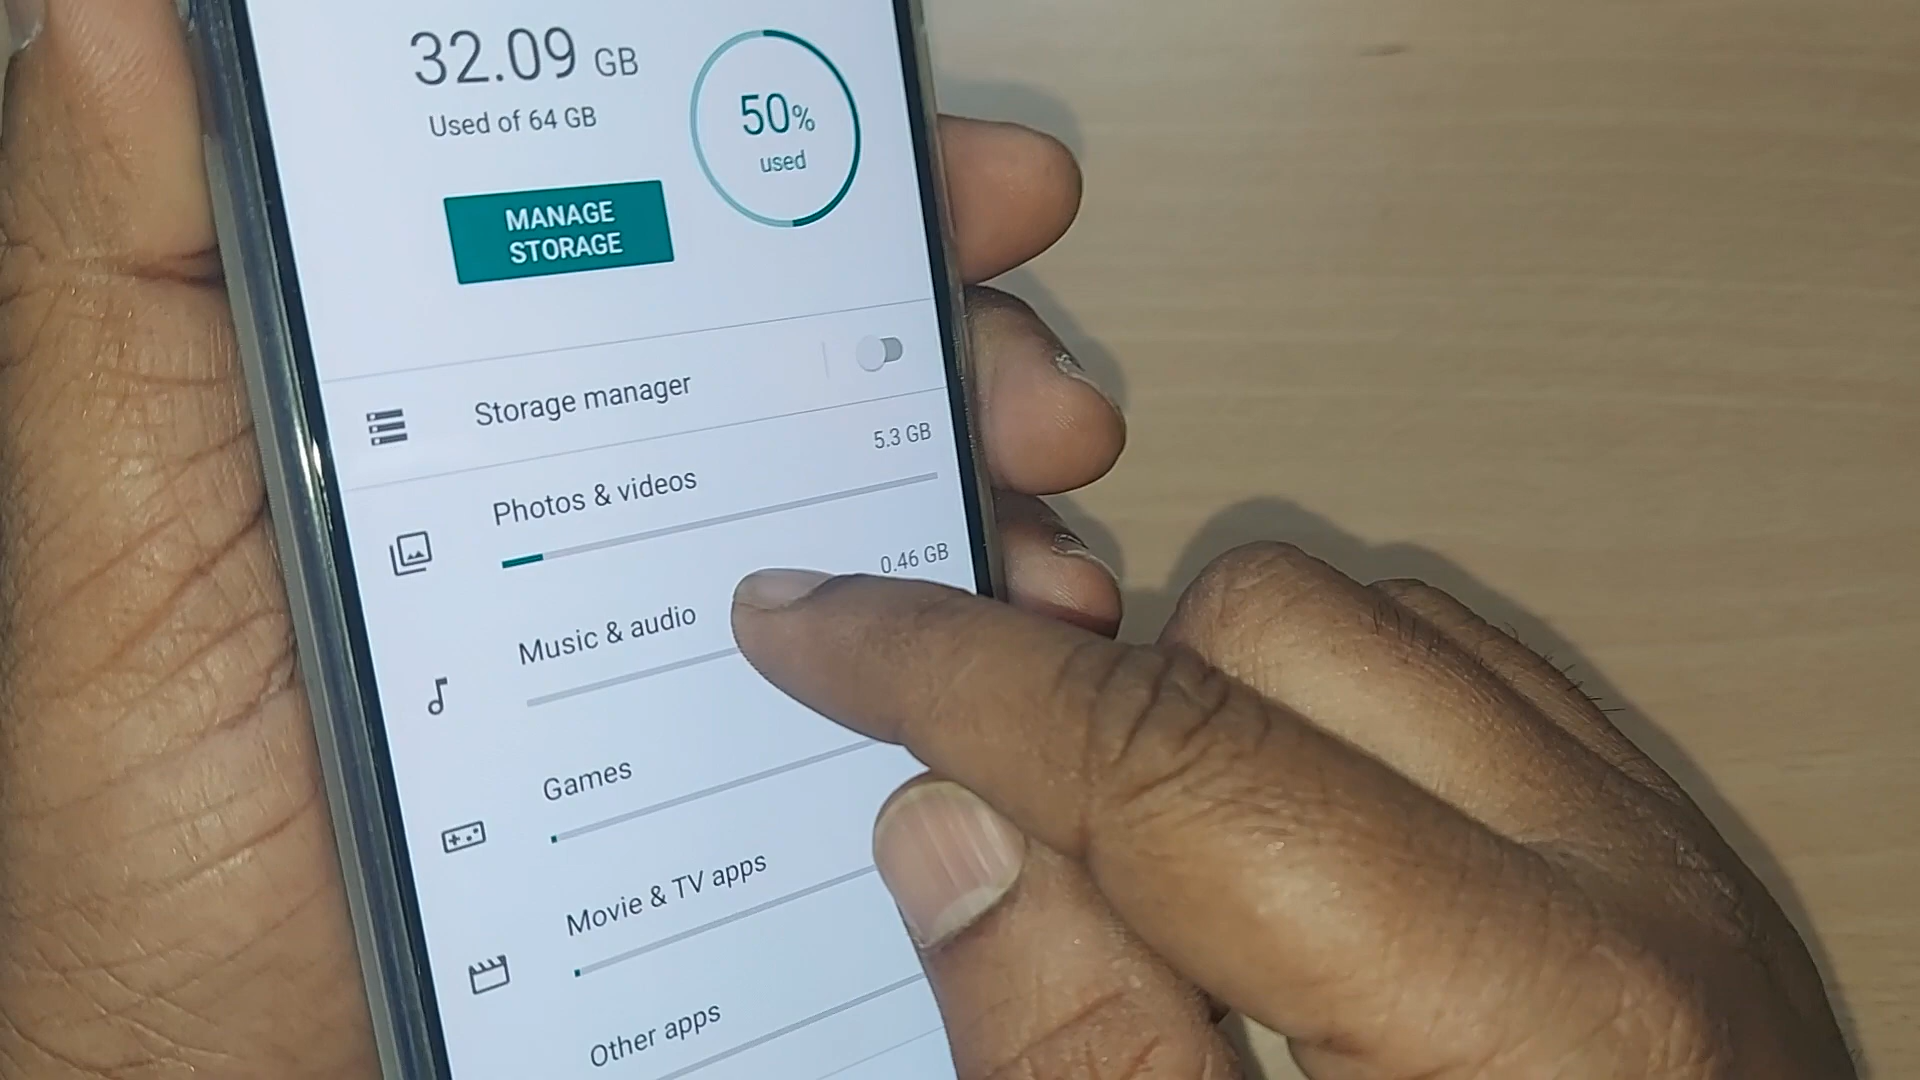 32.09 GB
Used of 64 GB
50%
used
MANAGE
STORAGE
Storage manager
5.3 GB
Photos & videos
0.46 GB
Music & audio
Games
Movie & TV apps
Other apps